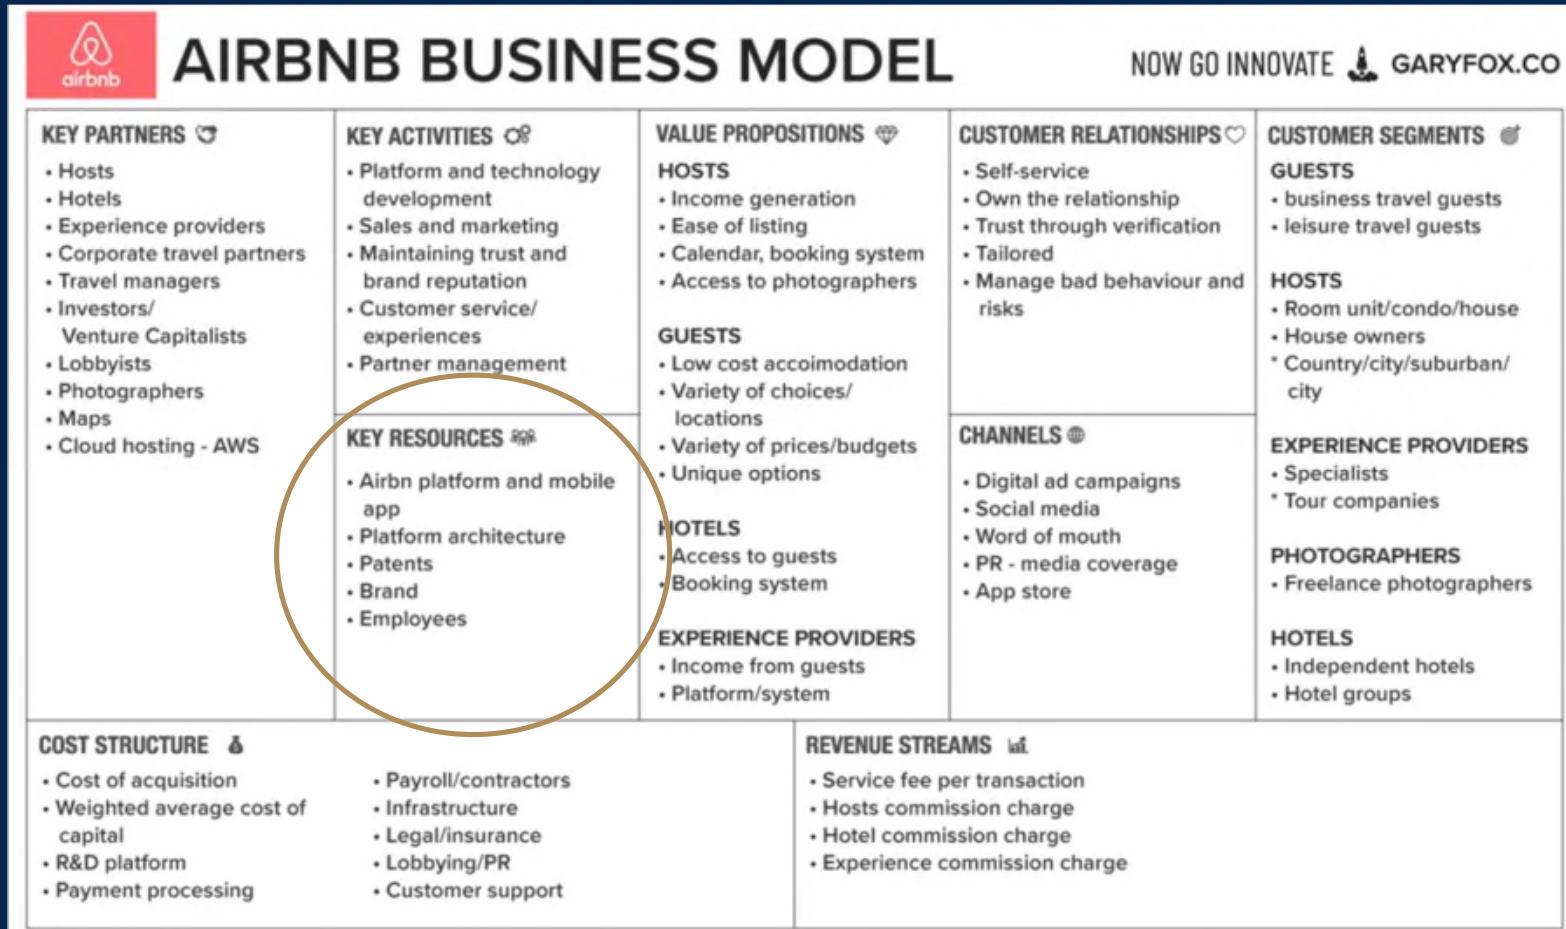 airbnb
AIRBNB BUSINESS MODEL
NOW GO INNOVATE GARYFOX.CO
KEY PARTNERS
• Hosts
• Hotels
• Experience providers
• Corporate travel partners
• Travel managers
• Investors/
Venture Capitalists
• Lobbyists
• Photographers
• Maps
• Cloud hosting - AWS
KEY ACTIVITIES
• Platform and technology
development
• Sales and marketing
• Maintaining trust and
brand reputation
• Customer service/
experiences
• Partner management
KEY RESOURCES
• Airbn platform and mobile
app
• Platform architecture
• Patents
• Brand
• Employees
VALUE PROPOSITIONS
HOSTS
• Income generation
• Ease of listing
• Calendar, booking system
• Access to photographers
GUESTS
• Low cost accoimodation
• Variety of choices/
locations
• Variety of prices/budgets
• Unique options
HOTELS
• Access to guests
• Booking system
EXPERIENCE PROVIDERS
• Income from guests
• Platform/system
CUSTOMER RELATIONSHIPS
• Self-service
• Own the relationship
• Trust through verification
• Tailored
• Manage bad behaviour and
risks
CHANNELS
• Digital ad campaigns
• Social media
• Word of mouth
• PR - media coverage
• App store
CUSTOMER SEGMENTS
GUESTS
• business travel guests
• leisure travel guests
HOSTS
• Room unit/condo/house
• House owners
* Country/city/suburban/
city
EXPERIENCE PROVIDERS
• Specialists
* Tour companies
PHOTOGRAPHERS
• Freelance photographers
HOTELS
• Independent hotels
• Hotel groups
COST STRUCTURE
• Cost of acquisition
• Weighted average cost of
capital
• R&D platform
• Payment processing
• Payroll/contractors
• Infrastructure
• Legal/insurance
• Lobbying/PR
• Customer support
REVENUE STREAMS
• Service fee per transaction
• Hosts commission charge
• Hotel commission charge
• Experience commission charge